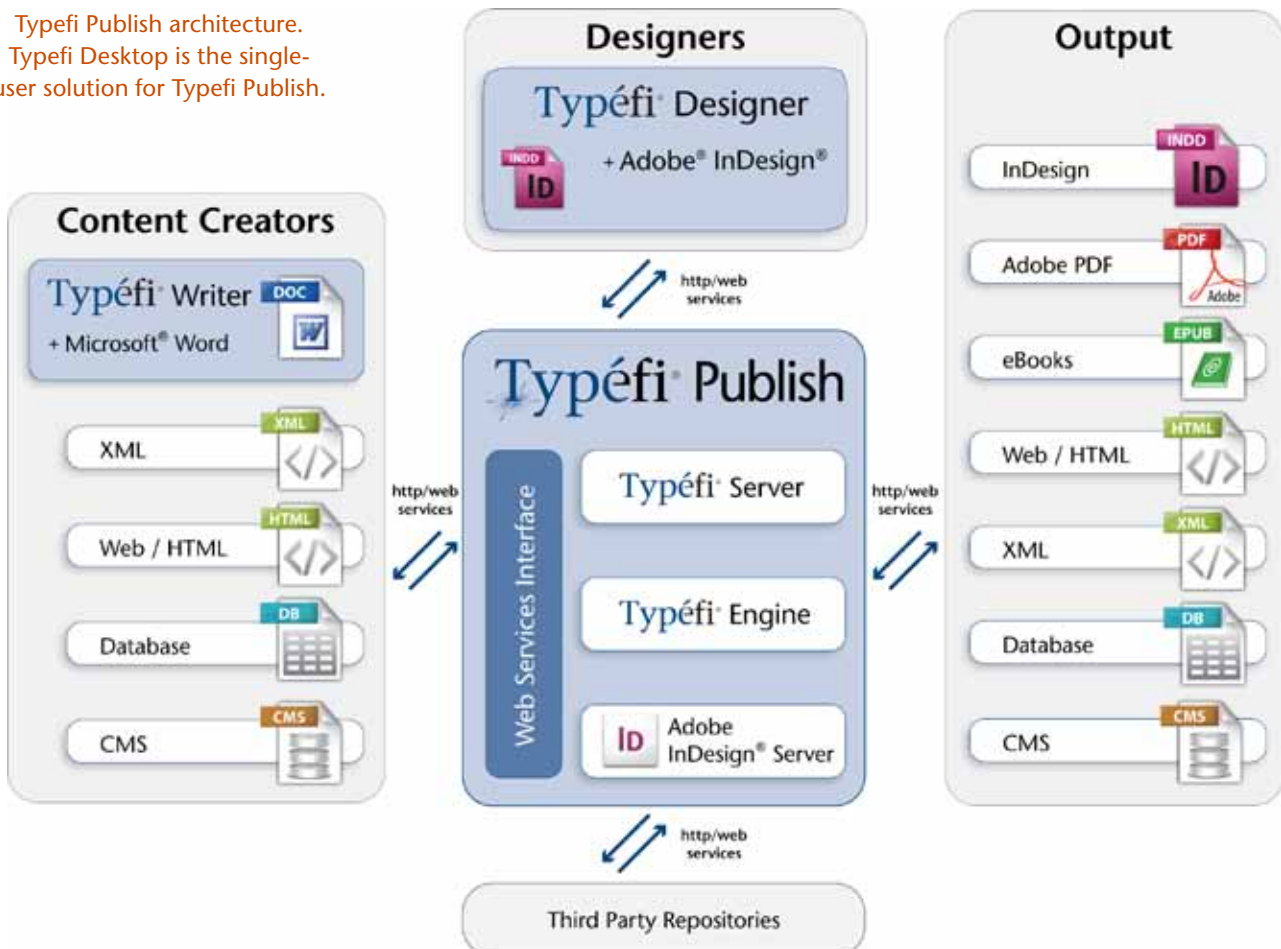 Typefi Publish architecture.
Typefi Desktop is the single-
user solution for Typefi Publish.
Designers
Typéfi® Designer
INDD
ID
+ Adobe® InDesign®
http/web
services
Content Creators
Typéfi® Writer
DOC
W
+ Microsoft® Word
XML
XML
</>
Web / HTML
HTML
</>
Database
DB
CMS
CMS
http/web
services
Typéfi® Publish
Web Services Interface
Typéfi® Server
Typéfi® Engine
ID
Adobe
InDesign® Server
http/web
services
Third Party Repositories
http/web
services
Output
InDesign
INDD
ID
Adobe PDF
PDF
Adobe
eBooks
EPUB
Web / HTML
HTML
</>
XML
XML
</>
Database
DB
CMS
CMS